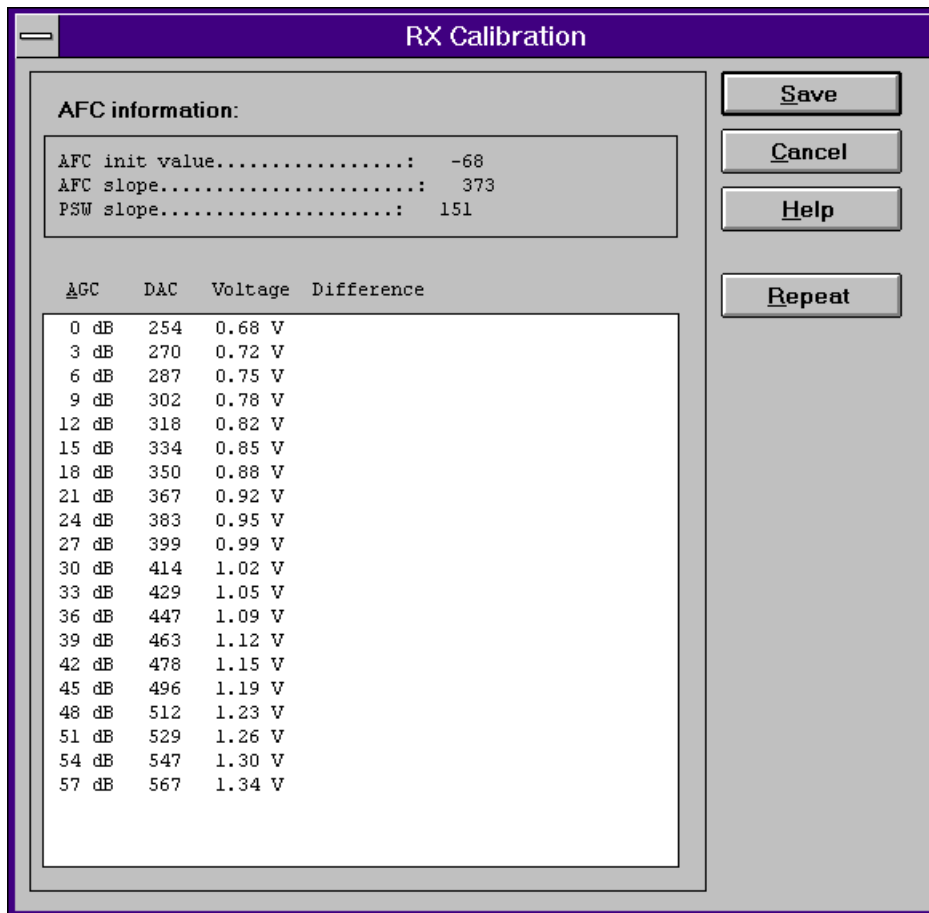 RX Calibration
AFC information:
AFC init value.................: -68
AFC slope.......................: 373
PSW slope.....................: 151
AGC DAC Voltage Difference
0 dB 254 0.68 V
3 dB 270 0.72 V
6 dB 287 0.75 V
9 dB 302 0.78 V
12 dB 318 0.82 V
15 dB 334 0.85 V
18 dB 350 0.88 V
21 dB 367 0.92 V
24 dB 383 0.95 V
27 dB 399 0.99 V
30 dB 414 1.02 V
33 dB 429 1.05 V
36 dB 447 1.09 V
39 dB 463 1.12 V
42 dB 478 1.15 V
45 dB 496 1.19 V
48 dB 512 1.23 V
51 dB 529 1.26 V
54 dB 547 1.30 V
57 dB 567 1.34 V
Save
Cancel
Help
Repeat